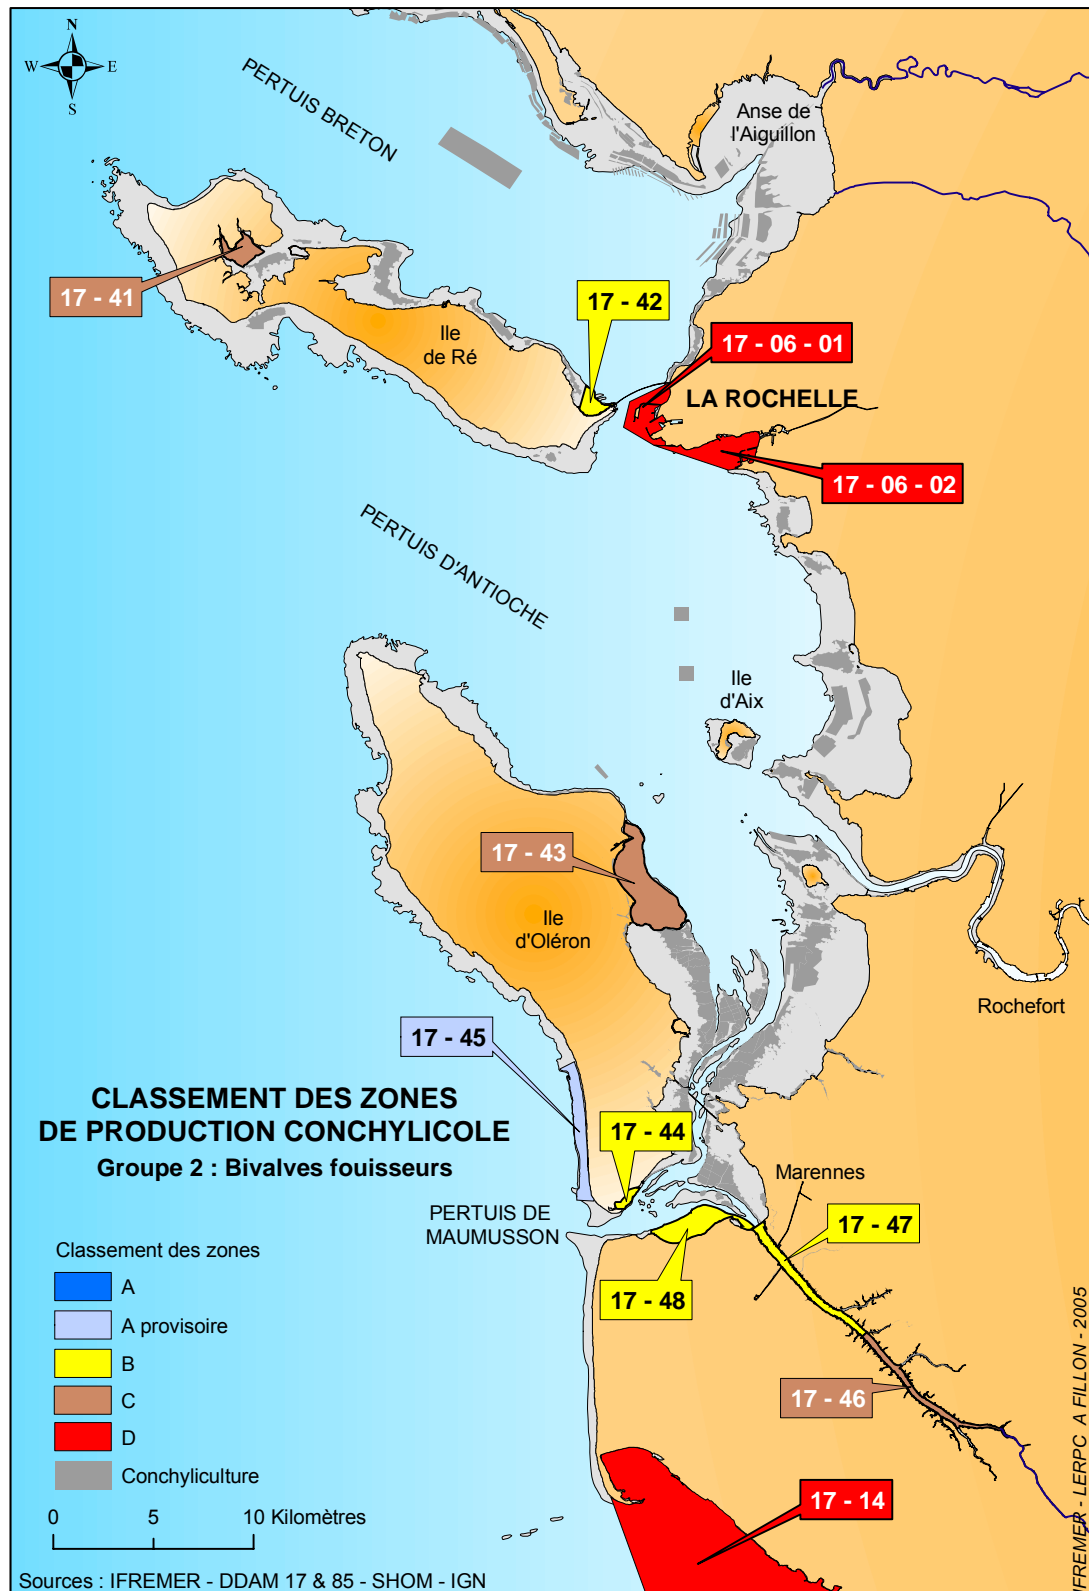 N
W
E
S
PERTUIS BRETON
Anse de
l'Aiguillon
17 - 41
17 - 42
Ile
de Ré
17 - 06 - 01
LA ROCHELLE
17 - 06 - 02
PERTUIS D'ANTIOCHE
Ile
d'Aix
17 - 43
Ile
d'Oléron
Rochefort
17 - 45
CLASSEMENT DES ZONES
DE PRODUCTION CONCHYLICOLE
Groupe 2 : Bivalves fouisseurs
17 - 44
Marennes
PERTUIS DE
MAUMUSSON
17 - 47
17 - 48
Classement des zones
A
A provisoire
B
C
D
Conchyliculture
17 - 46
17 - 14
0 5 10 Kilomètres
Sources : IFREMER - DDAM 17 & 85 - SHOM - IGN
IFREMER - LERPC A FILLON - 2005